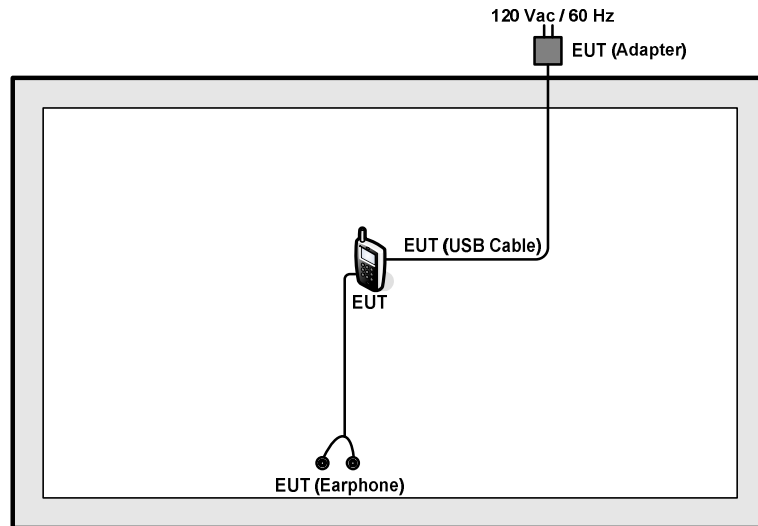 120 Vac / 60 Hz
EUT (Adapter)
EUT (USB Cable)
EUT
EUT (Earphone)